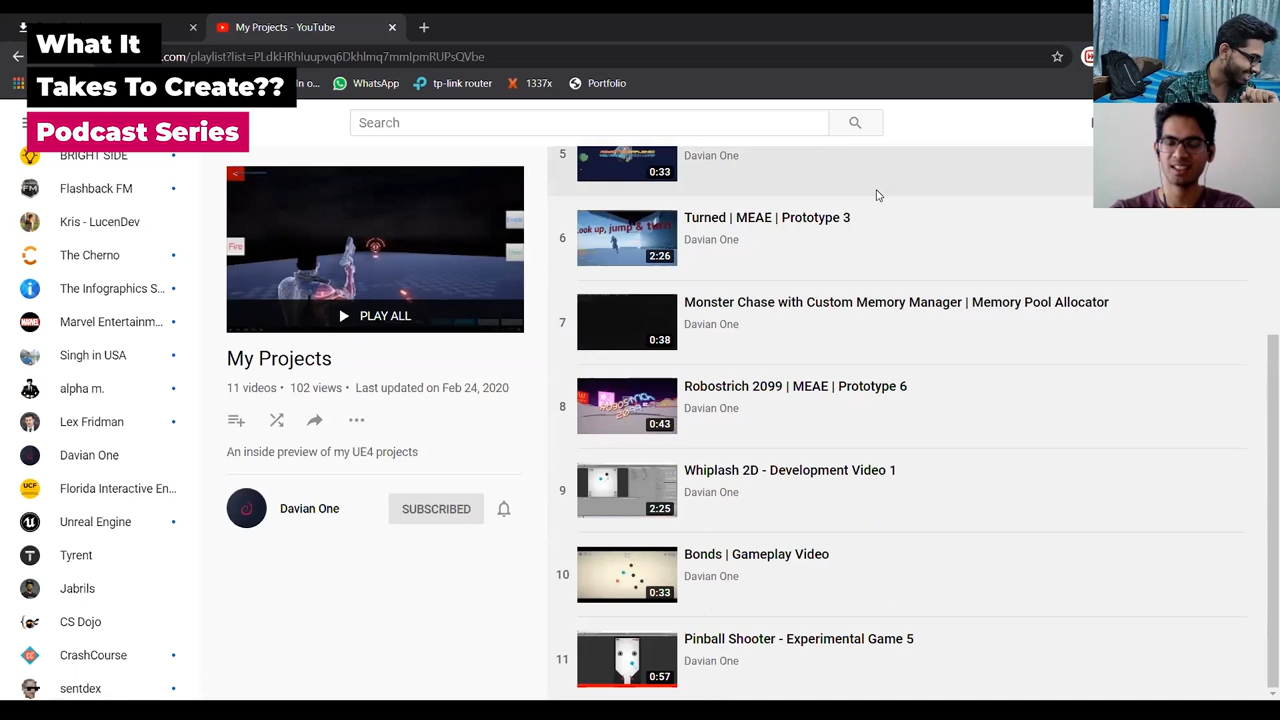 My Projects - YouTube
What It
Takes To Create??
Podcast Series
.com/playlist?list=PLdkHRhIuupvq6Dkhlmq7mmIpmRUPsQVbe
WhatsApp
tp-link router
1337x
Portfolio
Search
BRIGHT SIDE
Flashback FM
Kris - LucenDev
The Cherno
The Infographics S...
Marvel Entertainm...
Singh in USA
alpha m.
Lex Fridman
Davian One
Florida Interactive En...
Unreal Engine
Tyrent
Jabrils
CS Dojo
CrashCourse
sentdex
Fire
PLAY ALL
My Projects
11 videos • 102 views • Last updated on Feb 24, 2020
An inside preview of my UE4 projects
Davian One
SUBSCRIBED
5
0:33
Davian One
6
Look up, jump & turn
2:26
Turned | MEAE | Prototype 3
Davian One
7
0:38
Monster Chase with Custom Memory Manager | Memory Pool Allocator
Davian One
8
0:43
Robostrich 2099 | MEAE | Prototype 6
Davian One
9
2:25
Whiplash 2D - Development Video 1
Davian One
10
0:33
Bonds | Gameplay Video
Davian One
11
0:57
Pinball Shooter - Experimental Game 5
Davian One